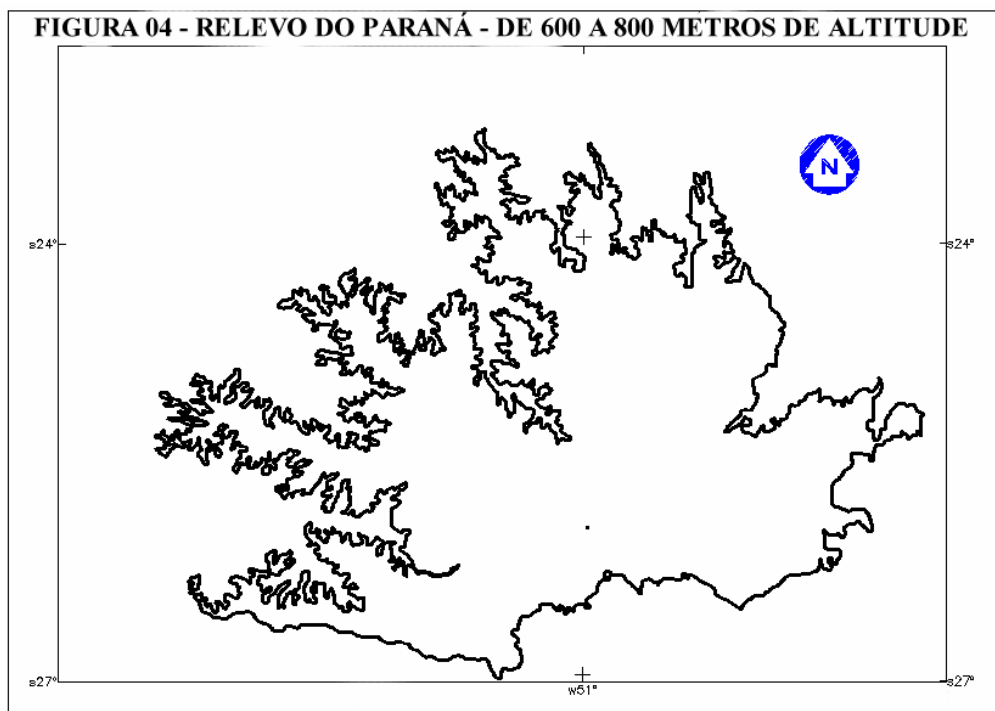 FIGURA 04 - RELEVO DO PARANÁ - DE 600 A 800 METROS DE ALTITUDE
N
s24° s24°
s27° w51° s27°